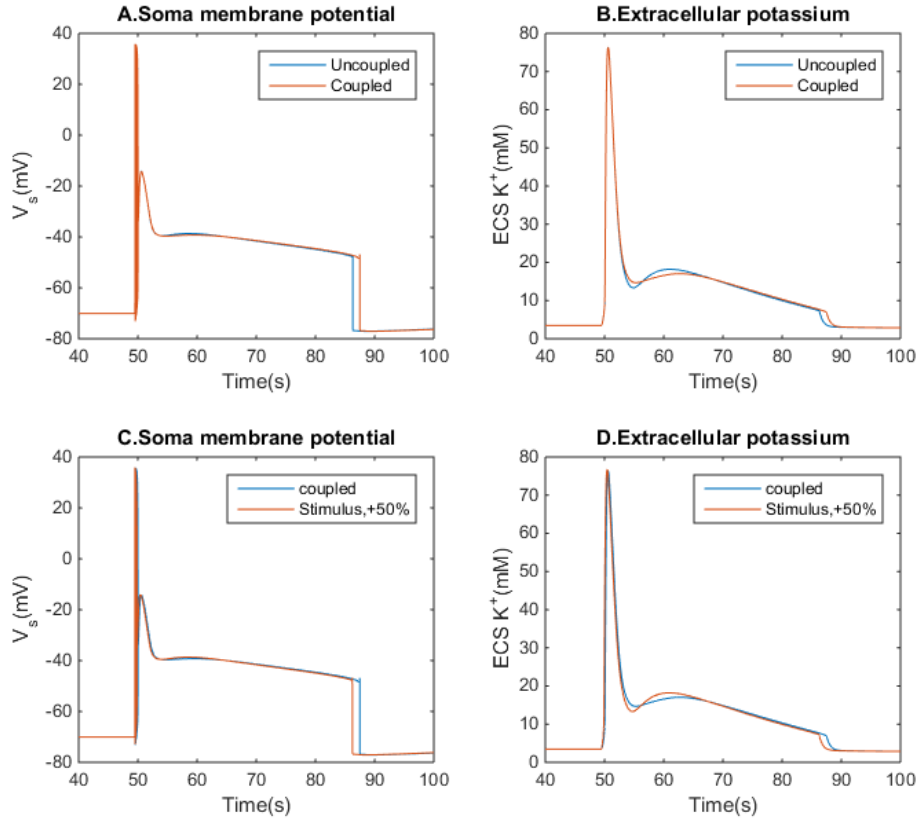 A.Soma membrane potential
40
20
0
-20
-40
-60
-80
V_s(mV)
Uncoupled
Coupled
40 50 60 70 80 90 100
Time(s)
B.Extracellular potassium
80
70
60
50
40
30
20
10
0
ECS K⁺(mM)
Uncoupled
Coupled
40 50 60 70 80 90 100
Time(s)
C.Soma membrane potential
40
20
0
-20
-40
-60
-80
V_s(mV)
coupled
Stimulus,+50%
40 50 60 70 80 90 100
Time(s)
D.Extracellular potassium
80
70
60
50
40
30
20
10
0
ECS K⁺(mM)
coupled
Stimulus,+50%
40 50 60 70 80 90 100
Time(s)